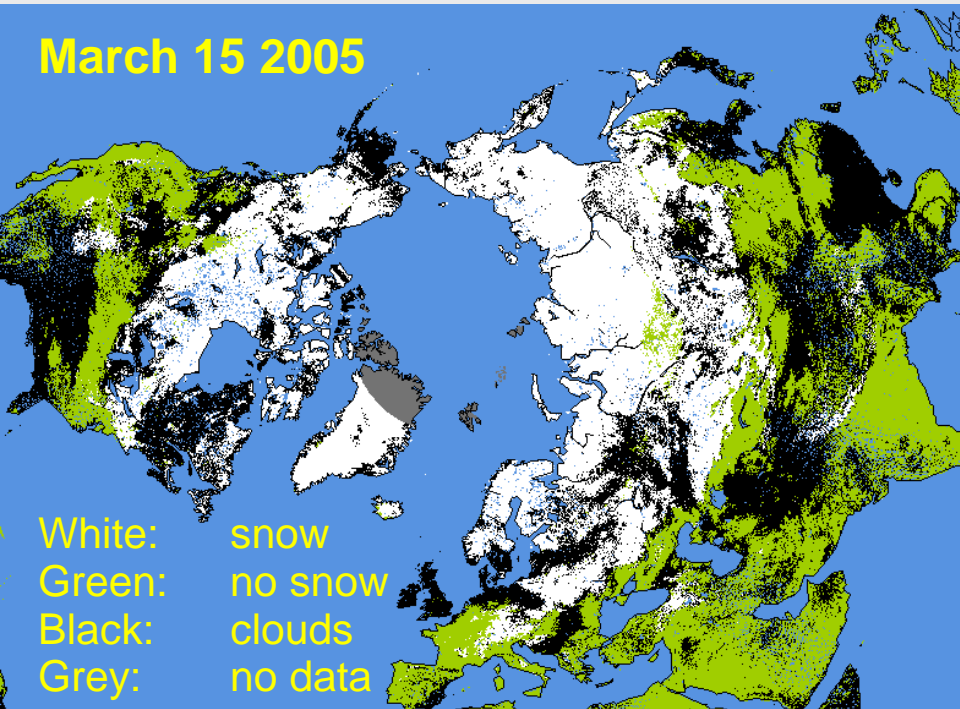 March 15 2005
White: snow
Green: no snow
Black: clouds
Grey: no data